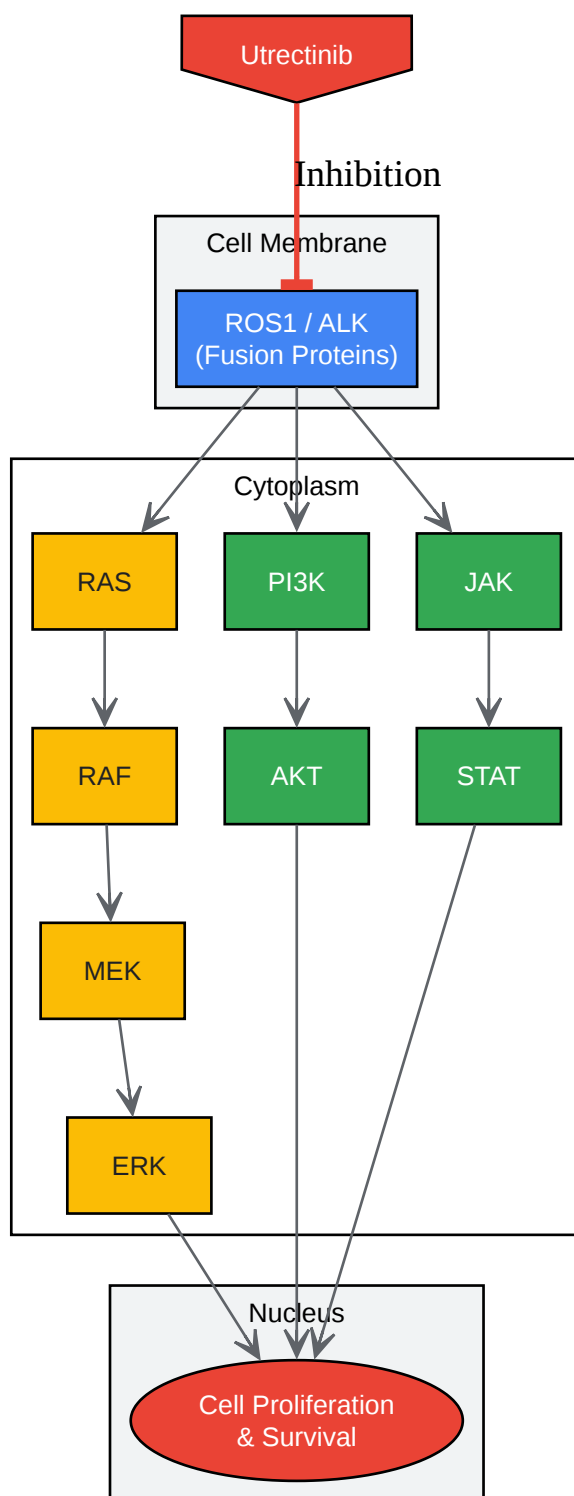 Utrectinib
Inhibition
Cell Membrane
ROS1 / ALK
(Fusion Proteins)
Cytoplasm
RAS
PI3K
JAK
RAF
AKT
STAT
MEK
ERK
Nucleus
Cell Proliferation
& Survival